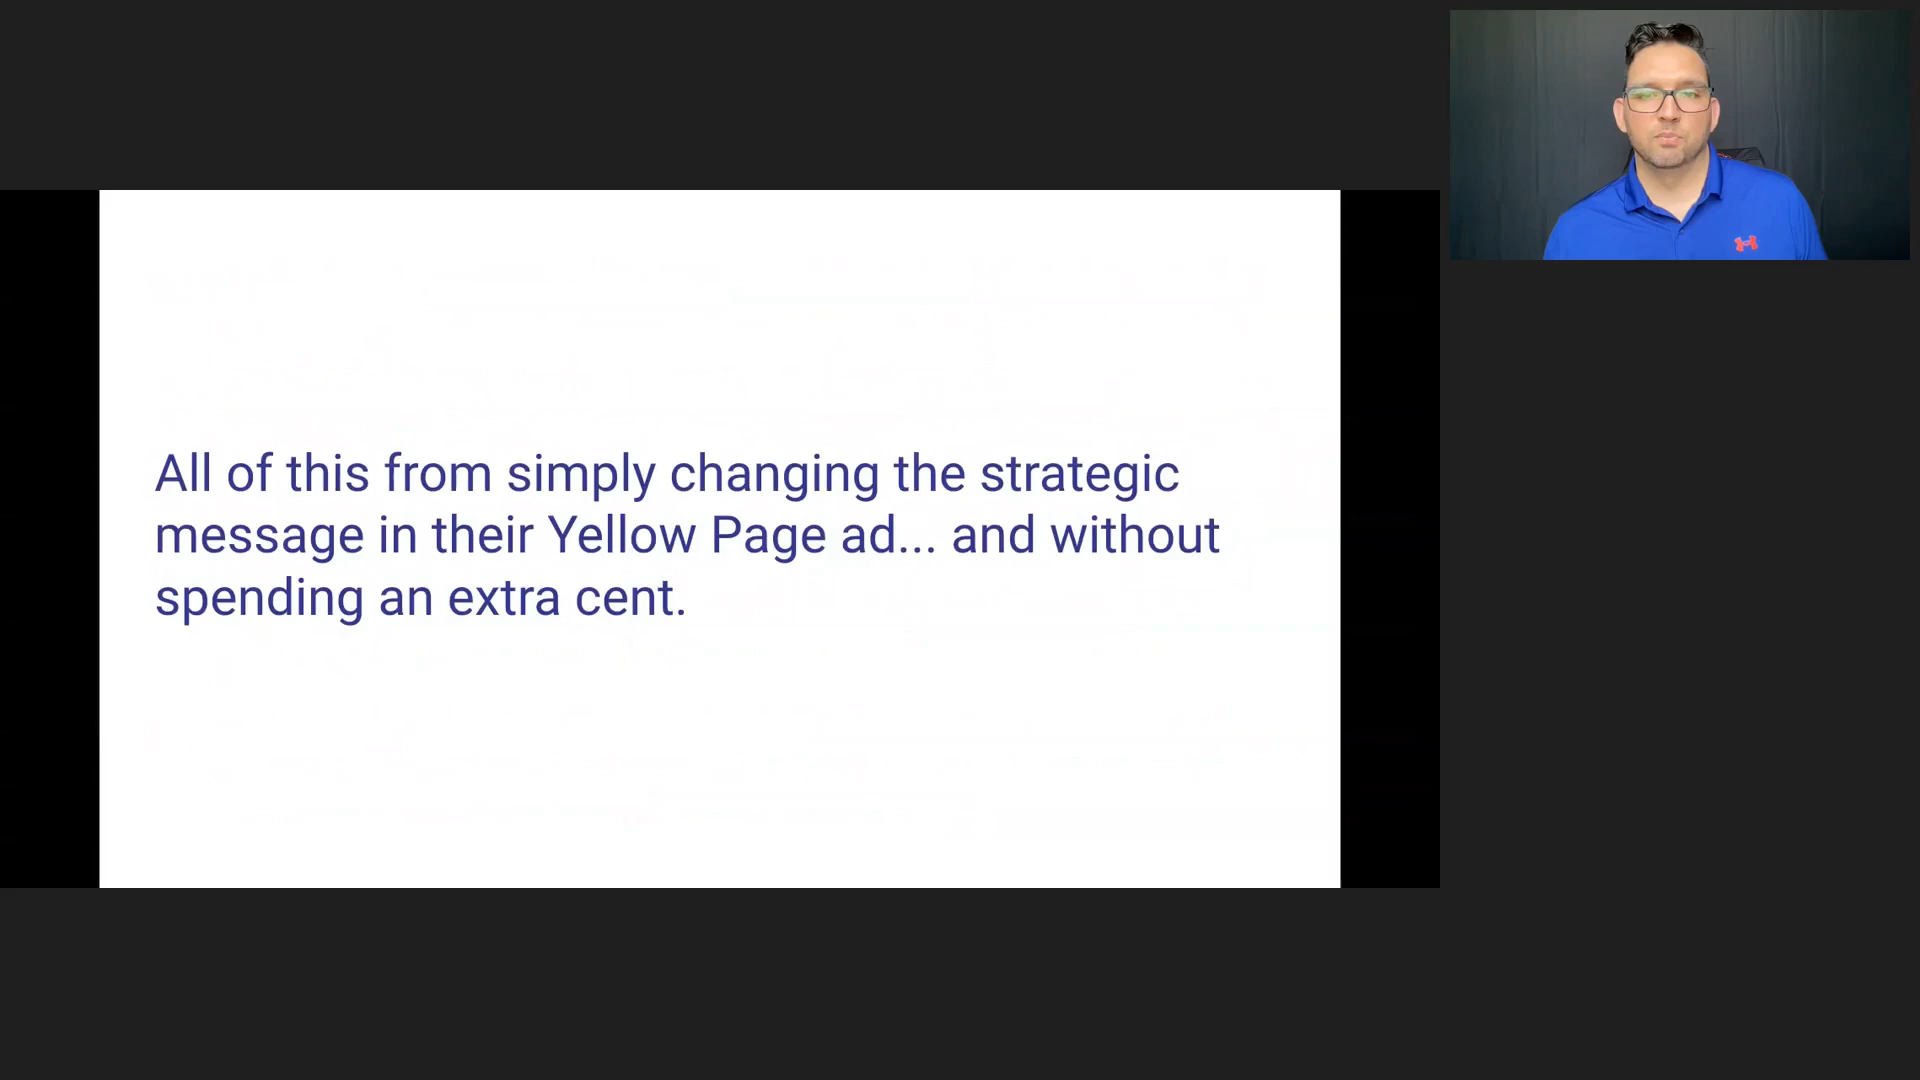 All of this from simply changing the strategic
message in their Yellow Page ad... and without
spending an extra cent.